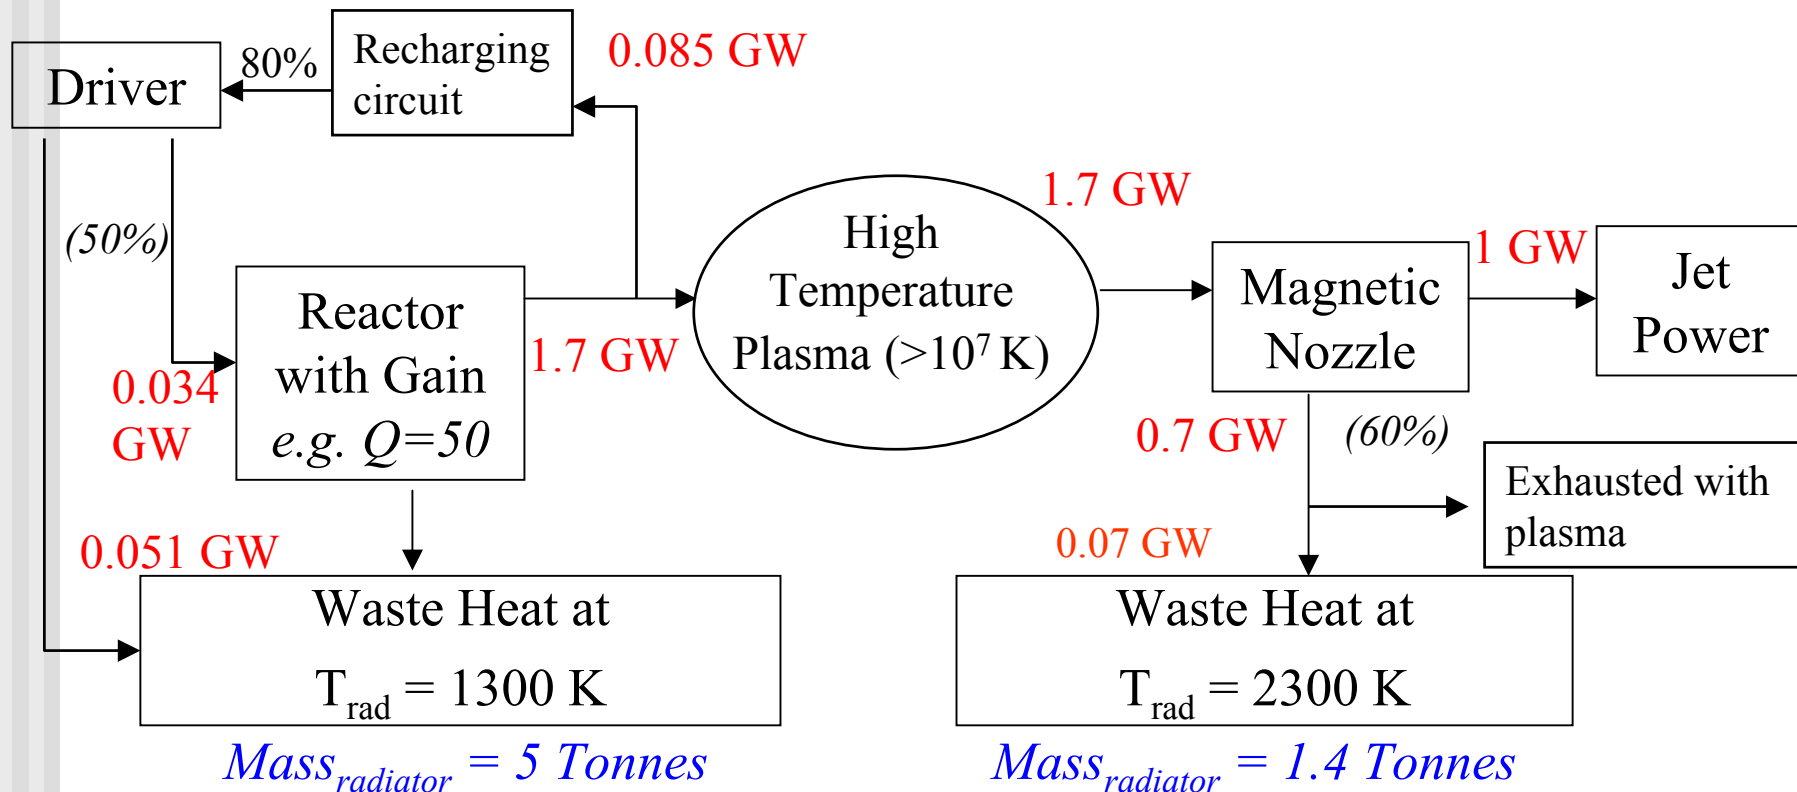 Recharging
circuit
0.085 GW
Driver
80%
(50%)
High
Temperature
Plasma (>10⁷ K)
1.7 GW
1 GW
Jet
Power
Magnetic
Nozzle
Reactor
with Gain
e.g. Q=50
1.7 GW
0.034
GW
0.7 GW
(60%)
Exhausted with
plasma
0.051 GW
0.07 GW
Waste Heat at
T_rad = 1300 K
Waste Heat at
T_rad = 2300 K
Mass_radiator = 5 Tonnes
Mass_radiator = 1.4 Tonnes